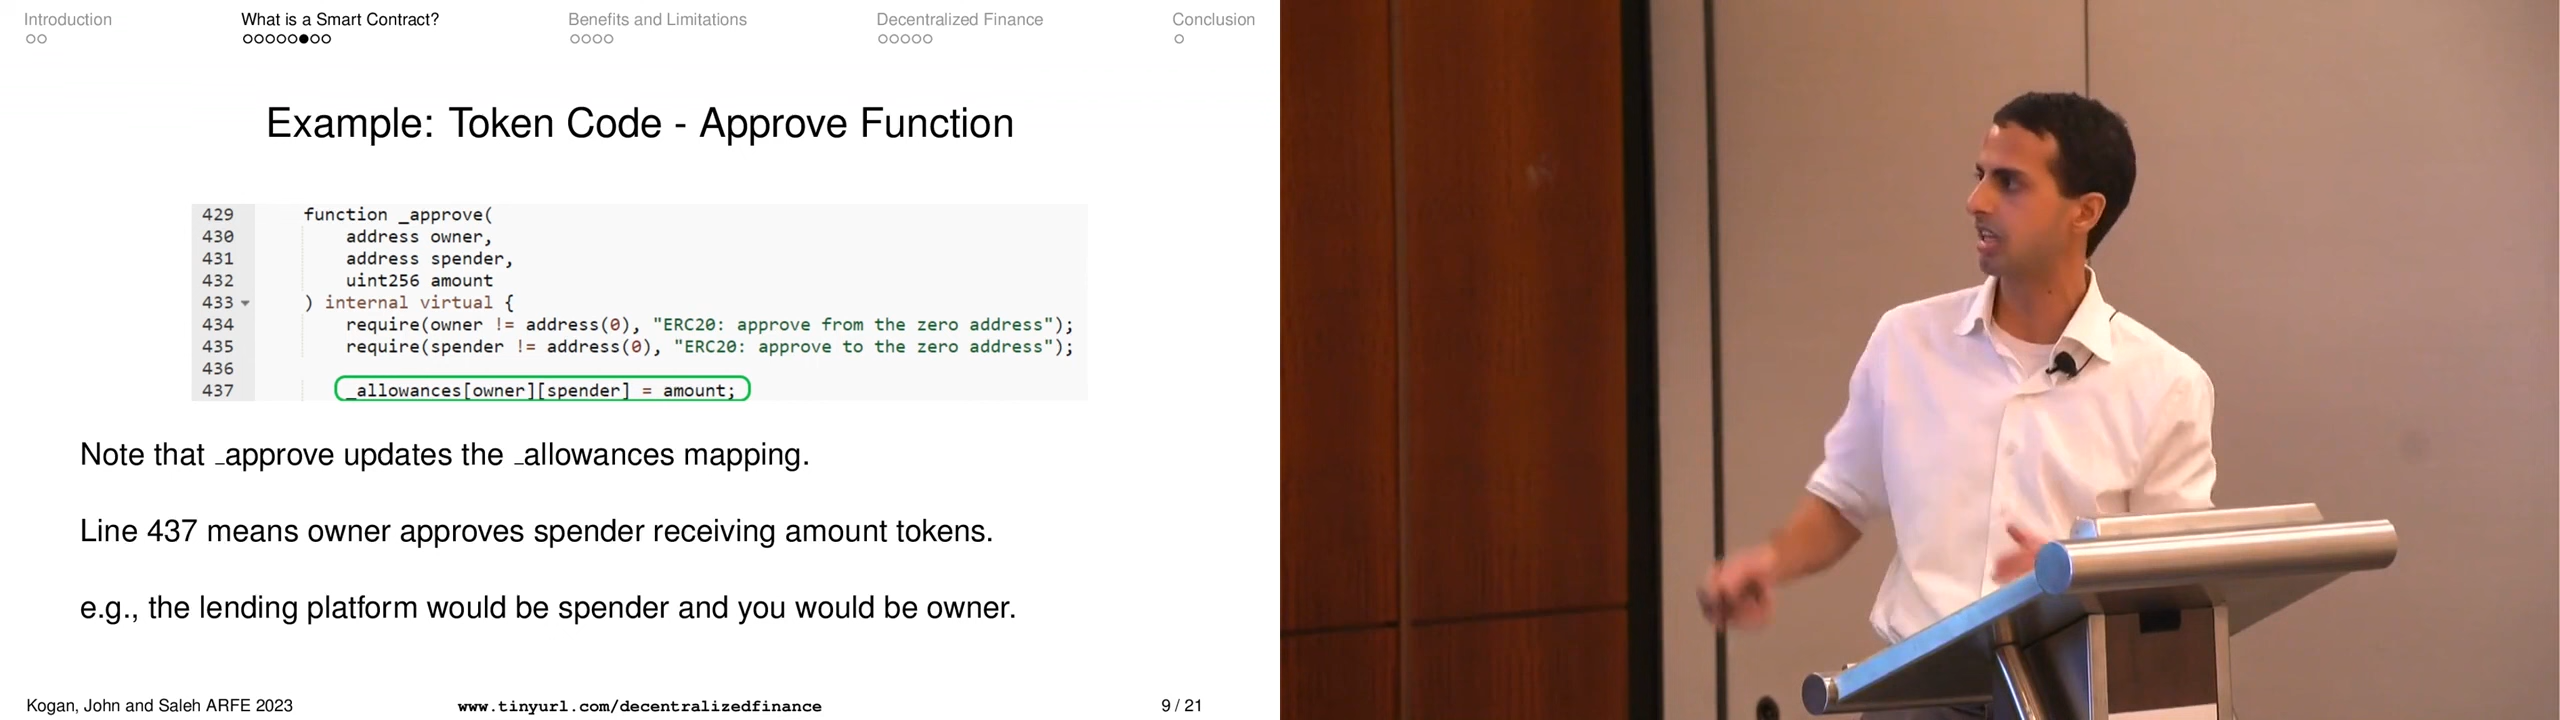 Introduction
What is a Smart Contract?
Benefits and Limitations
Decentralized Finance
Conclusion
Example: Token Code - Approve Function
429 function _approve(
430 address owner,
431 address spender,
432 uint256 amount
433 ) internal virtual {
434 require(owner != address(0), "ERC20: approve from the zero address");
435 require(spender != address(0), "ERC20: approve to the zero address");
436
437 _allowances[owner][spender] = amount;
Note that _approve updates the _allowances mapping.
Line 437 means owner approves spender receiving amount tokens.
e.g., the lending platform would be spender and you would be owner.
Kogan, John and Saleh ARFE 2023
www.tinyurl.com/decentralizedfinance
9 / 21